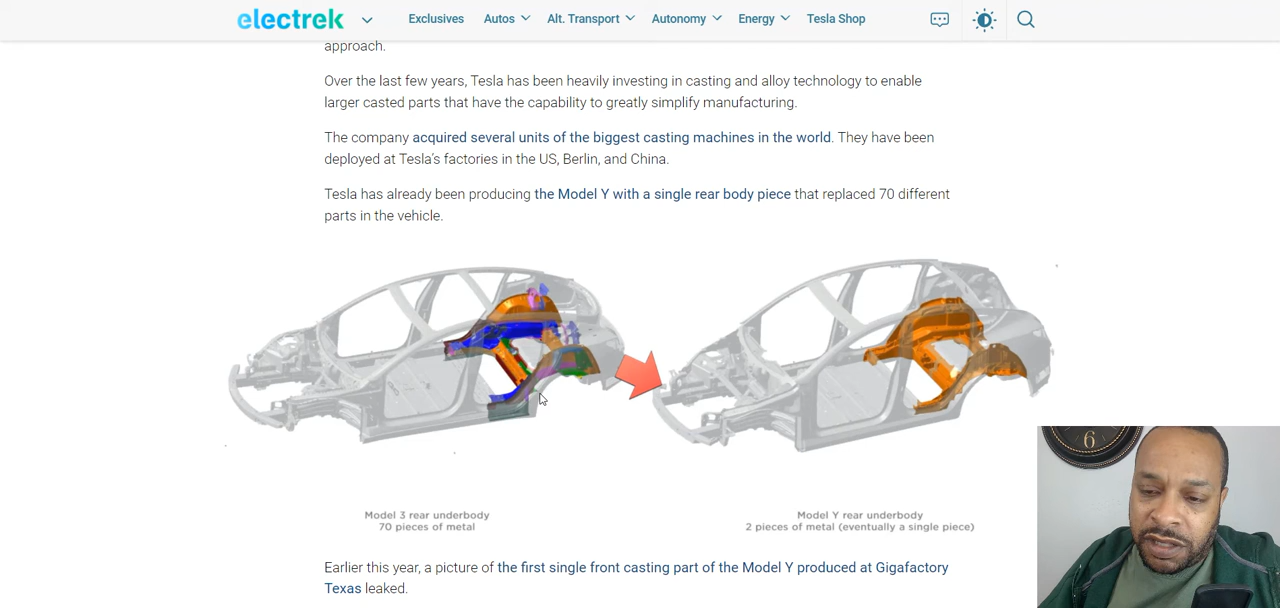 electrek
Exclusives Autos Alt. Transport Autonomy Energy Tesla Shop
approach.
Over the last few years, Tesla has been heavily investing in casting and alloy technology to enable
larger casted parts that have the capability to greatly simplify manufacturing.
The company acquired several units of the biggest casting machines in the world. They have been
deployed at Tesla's factories in the US, Berlin, and China.
Tesla has already been producing the Model Y with a single rear body piece that replaced 70 different
parts in the vehicle.
Model 3 rear underbody
70 pieces of metal
Model Y rear underbody
2 pieces of metal (eventually a single piece)
6
Earlier this year, a picture of the first single front casting part of the Model Y produced at Gigafactory
Texas leaked.